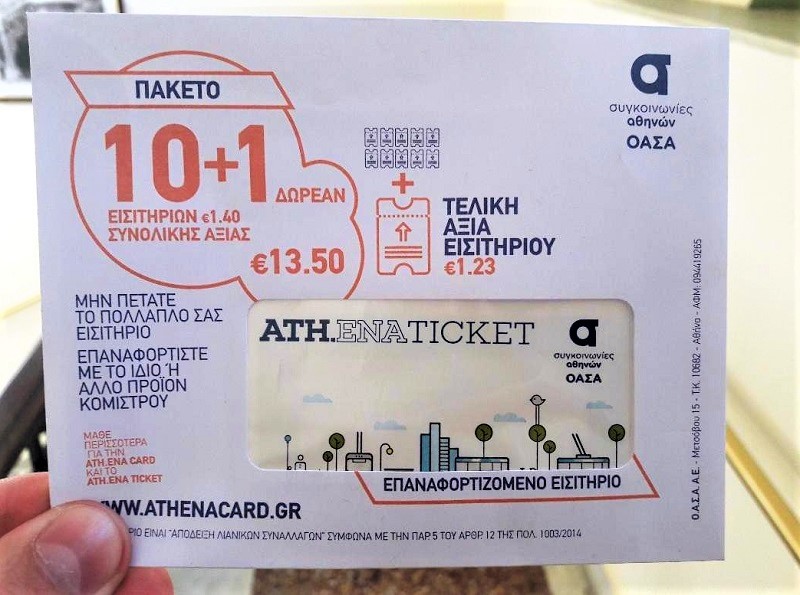 ΠΑΚΕΤΟ
10+1
ΔΩΡΕΑΝ
ΕΙΣΙΤΗΡΙΩΝ €1.40
ΣΥΝΟΛΙΚΗΣ ΑΞΙΑΣ
€13.50
+
ΤΕΛΙΚΗ
ΑΞΙΑ
ΕΙΣΙΤΗΡΙΟΥ
€1.23
συγκοινωνίες
αθηνών
ΟΑΣΑ
ΜΗΝ ΠΕΤΑΤΕ
ΤΟ ΠΟΛΛΑΠΛΟ ΣΑΣ
ΕΙΣΙΤΗΡΙΟ
ΕΠΑΝΑΦΟΡΤΙΣΤΕ
ΜΕ ΤΟ ΙΔΙΟ Ή
ΑΛΛΟ ΠΡΟΪΟΝ
ΚΟΜΙΣΤΡΟΥ
ΜΑΘΕ
ΠΕΡΙΣΣΟΤΕΡΑ
ΓΙΑ ΤΗΝ
ATH.ENA CARD
ΚΑΙ ΤΟ
ATH.ENA TICKET
ATH.ENATICKET
συγκοινωνίες
αθηνών
ΟΑΣΑ
ΕΠΑΝΑΦΟΡΤΙΖΟΜΕΝΟ ΕΙΣΙΤΗΡΙΟ
WWW.ATHENACARD.GR
ΡΙΟ ΕΙΝΑΙ "ΑΠΟΔΕΙΞΗ ΛΙΑΝΙΚΩΝ ΣΥΝΑΛΛΑΓΩΝ" ΣΥΜΦΩΝΑ ΜΕ ΤΗΝ ΠΑΡ. 5 ΤΟΥ ΑΡΘΡ. 12 ΤΗΣ ΠΟΛ. 1003/2014
Ο.Α.Σ.Α. Α.Ε. - Μετσόβου 15 - Τ.Κ. 10682 - Αθήνα - ΑΦΜ: 094419265